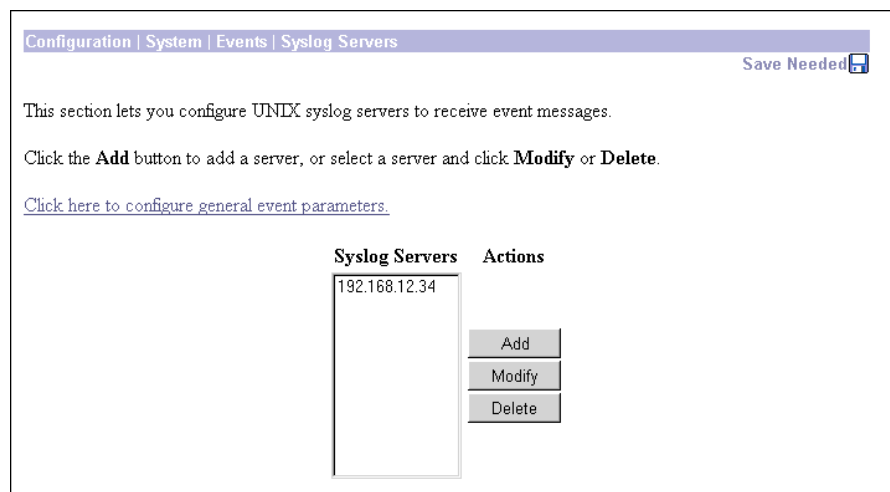 Configuration | System | Events | Syslog Servers
Save Needed
This section lets you configure UNIX syslog servers to receive event messages.
Click the Add button to add a server, or select a server and click Modify or Delete.
Click here to configure general event parameters.
Syslog Servers Actions
192.168.12.34
Add
Modify
Delete